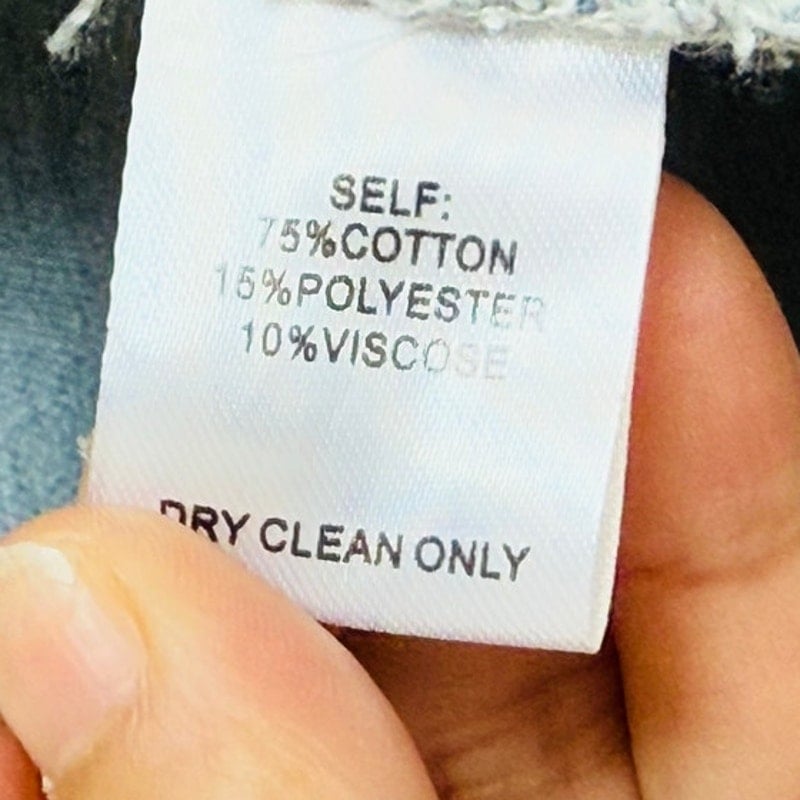 SELF:
75%COTTON
15%POLYESTER
10%VISCOSE
DRY CLEAN ONLY